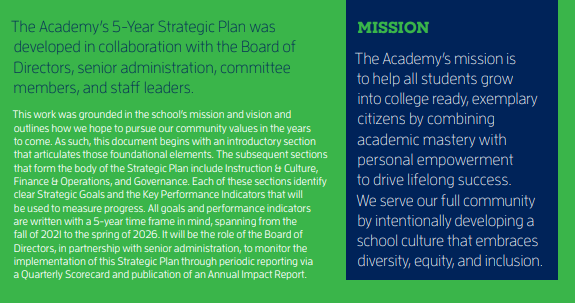 The Academy's 5-Year Strategic Plan was
developed in collaboration with the Board of
Directors, senior administration, committee
members, and staff leaders.
This work was grounded in the school's mission and vision and
outlines how we hope to pursue our community values in the years
to come. As such, this document begins with an introductory section
that articulates those foundational elements. The subsequent sections
that form the body of the Strategic Plan include Instruction & Culture,
Finance & Operations, and Governance. Each of these sections identify
clear Strategic Goals and the Key Performance Indicators that will
be used to measure progress. All goals and performance indicators
are written with a 5-year time frame in mind, spanning from the
fall of 2021 to the spring of 2026. It will be the role of the Board of
Directors, in partnership with senior administration, to monitor the
implementation of this Strategic Plan through periodic reporting via
a Quarterly Scorecard and publication of an Annual Impact Report.
MISSION
The Academy's mission is
to help all students grow
into college ready, exemplary
citizens by combining
academic mastery with
personal empowerment
to drive lifelong success.
We serve our full community
by intentionally developing a
school culture that embraces
diversity, equity, and inclusion.